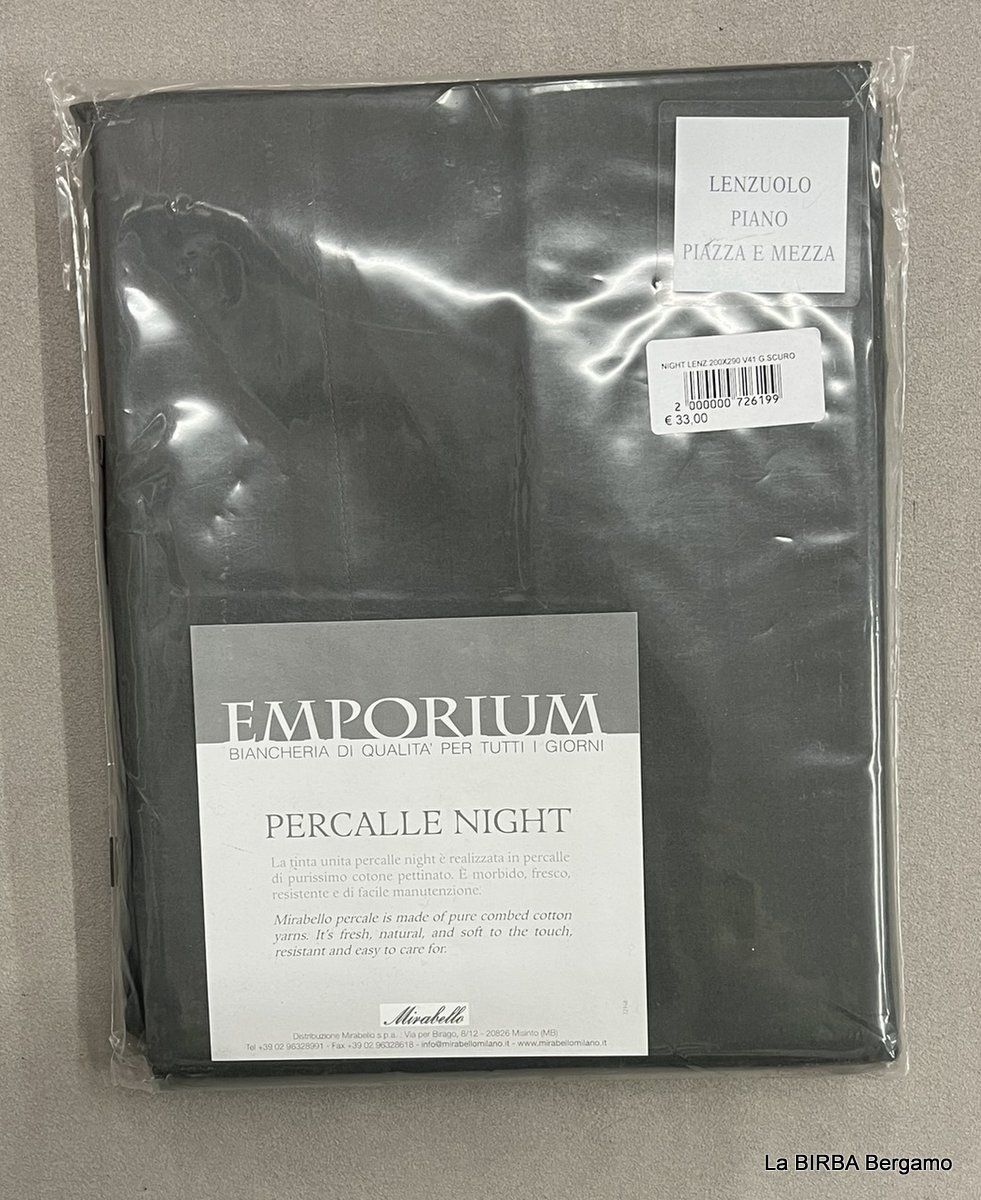 LENZUOLO
PIANO
PIAZZA E MEZZA
NIGHT LENZ 200X290 V41 G SCURO
2 000000 726199
€ 33,00
EMPORIUM
BIANCHERIA DI QUALITA' PER TUTTI I GIORNI
PERCALLE NIGHT
La tinta unita percalle night è realizzata in percalle
di purissimo cotone pettinato. È morbido, fresco,
resistente e di facile manutenzione.
Mirabello percale is made of pure combed cotton
yarns. It's fresh, natural, and soft to the touch,
resistant and easy to care for.
Mirabello
Distribuzione Mirabello s.p.a. . Via per Birago, 8/12 - 20826 Misinto (MB)
Tel +39 02 96328991 - Fax +39 02 96328618 - info@mirabellomilano.it - www.mirabellomilano.it
La BIRBA Bergamo